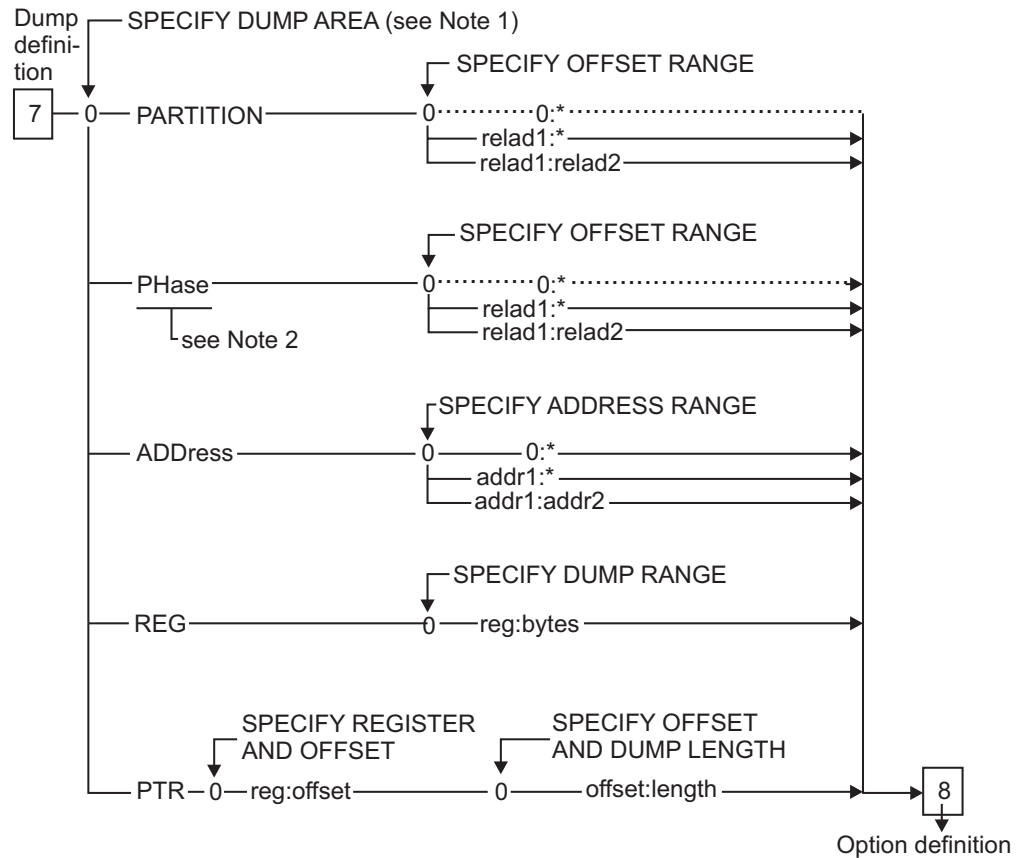 Dump
defini-
tion
SPECIFY DUMP AREA (see Note 1)
SPECIFY OFFSET RANGE
7 0 PARTITION 0 0:*
relad1:*
relad1:relad2
SPECIFY OFFSET RANGE
PHase 0 0:*
relad1:*
relad1:relad2
see Note 2
SPECIFY ADDRESS RANGE
ADDress 0 0:*
addr1:*
addr1:addr2
SPECIFY DUMP RANGE
REG 0 reg:bytes
SPECIFY REGISTER
AND OFFSET
SPECIFY OFFSET
AND DUMP LENGTH
PTR 0 reg:offset 0 offset:length 8
Option definition